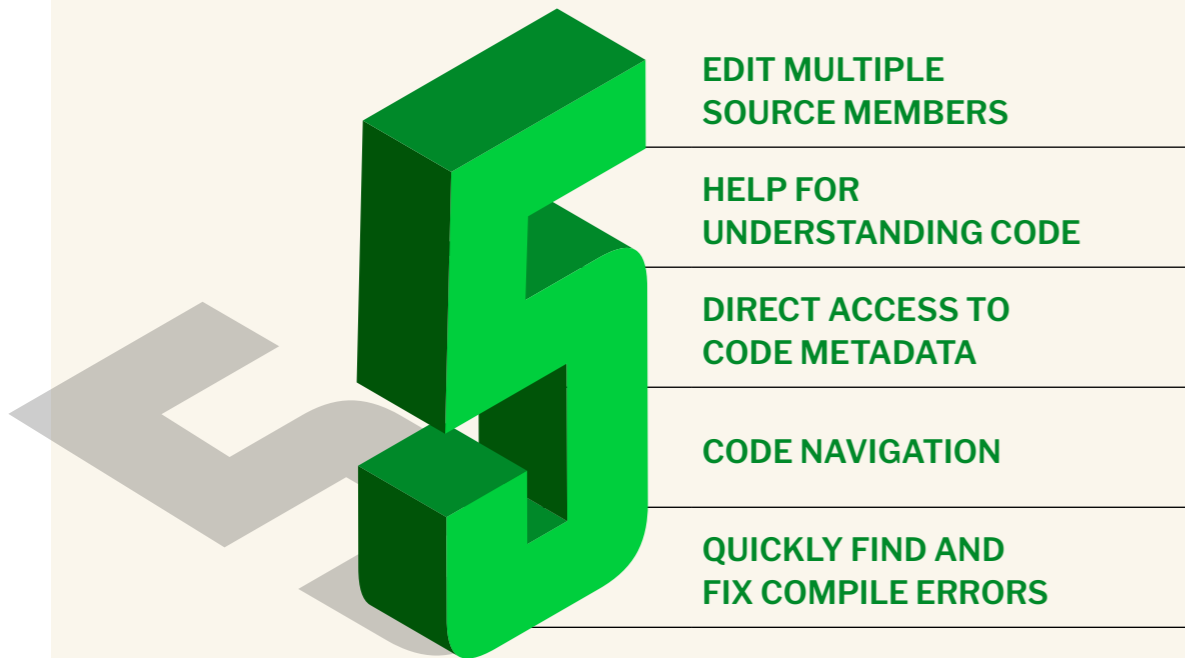 5
EDIT MULTIPLE
SOURCE MEMBERS
HELP FOR
UNDERSTANDING CODE
DIRECT ACCESS TO
CODE METADATA
CODE NAVIGATION
QUICKLY FIND AND
FIX COMPILE ERRORS